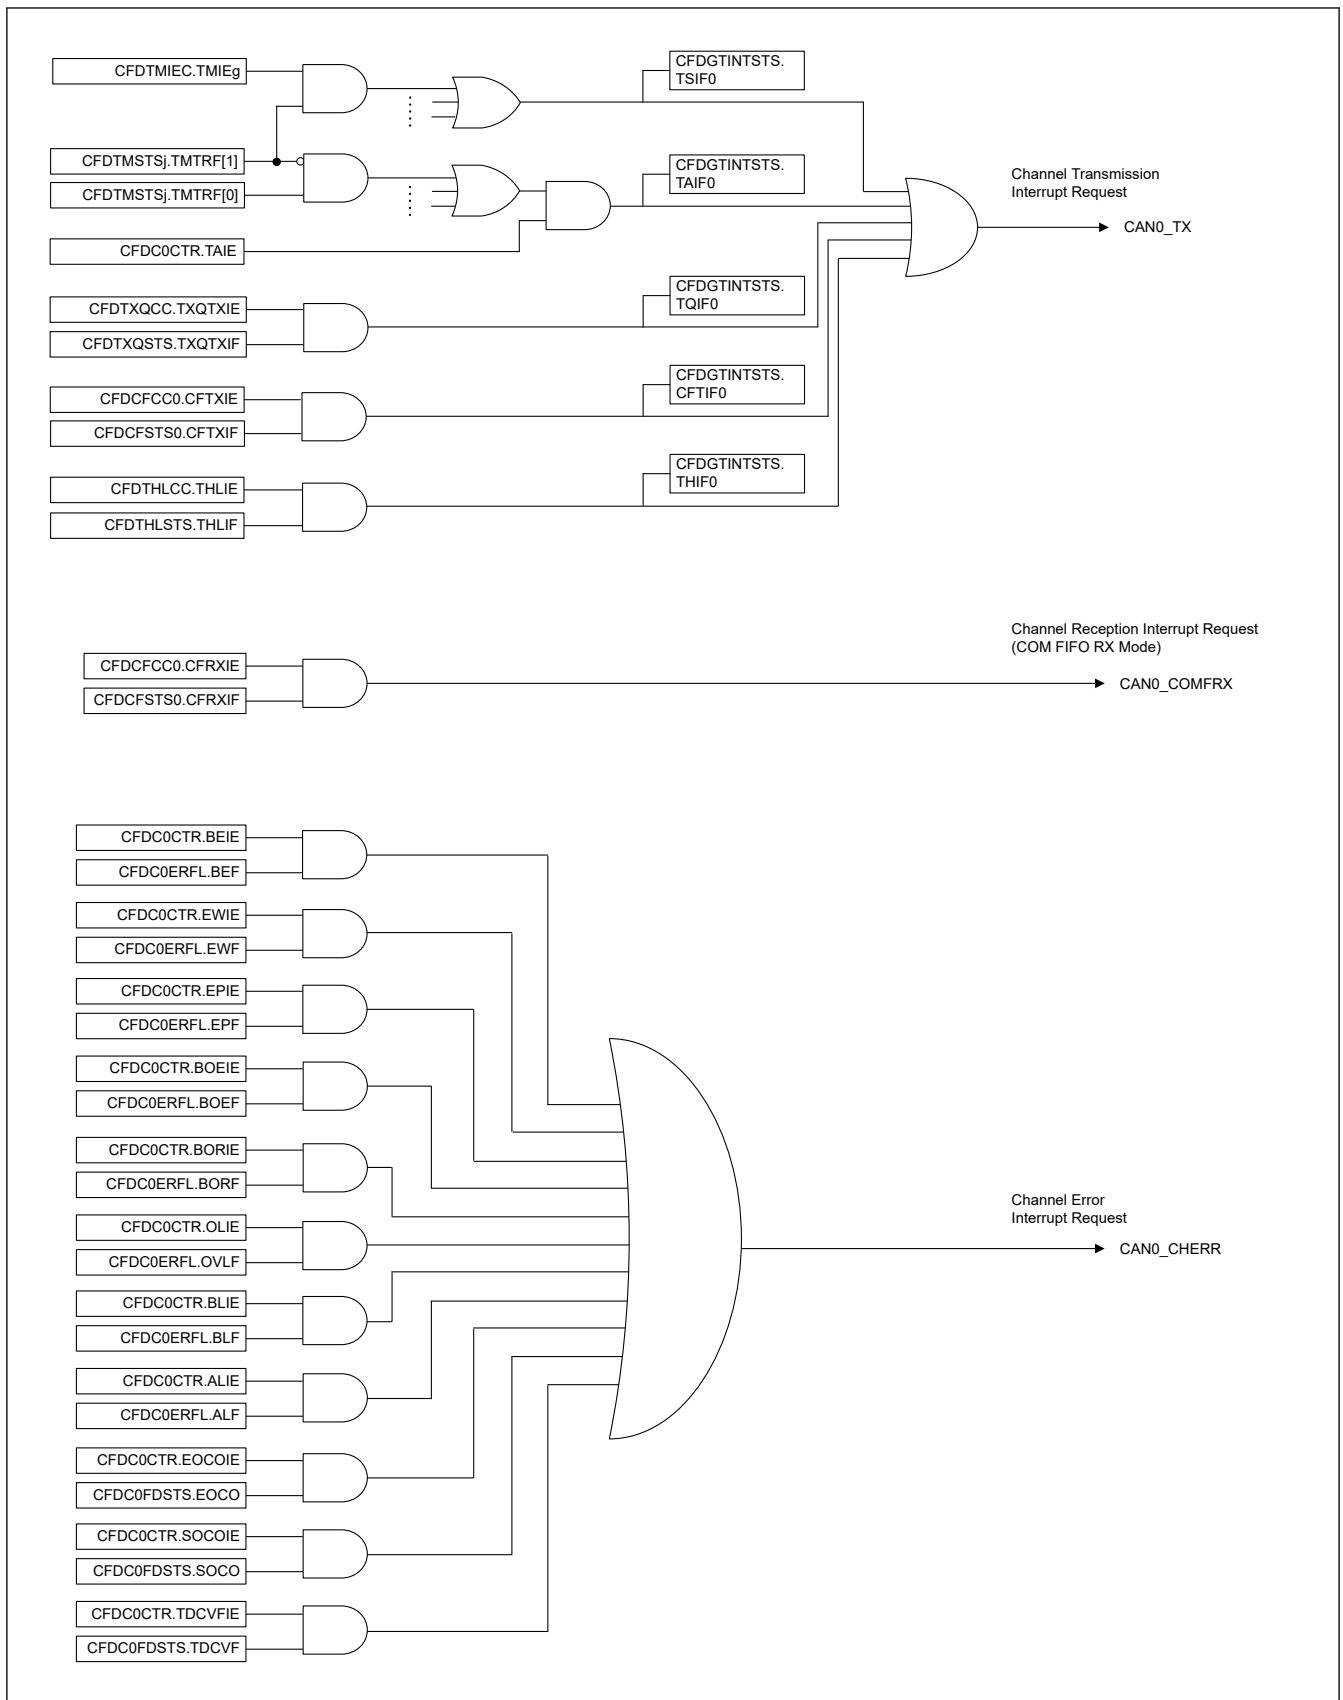 CFDTMIEC.TMIEg
CFDGTINTSTS.
TSIF0
CFDTMSTSj.TMTRF[1]
CFDTMSTSj.TMTRF[0]
CFDGTINTSTS.
TAIF0
Channel Transmission
Interrupt Request
CAN0_TX
CFDC0CTR.TAIE
CFDTXQCC.TXQTXIE
CFDTXQSTS.TXQTXIF
CFDGTINTSTS.
TQIF0
CFDCFCC0.CFTXIE
CFDCFSTS0.CFTXIF
CFDGTINTSTS.
CFTIF0
CFDTHLCC.THLIE
CFDTHLSTS.THLIF
CFDGTINTSTS.
THIF0
Channel Reception Interrupt Request
(COM FIFO RX Mode)
CFDCFCC0.CFRXIE
CFDCFSTS0.CFRXIF
CAN0_COMFRX
CFDC0CTR.BEIE
CFDC0ERFL.BEF
CFDC0CTR.EWIE
CFDC0ERFL.EWF
CFDC0CTR.EPIE
CFDC0ERFL.EPF
CFDC0CTR.BOEIE
CFDC0ERFL.BOEF
CFDC0CTR.BORIE
CFDC0ERFL.BORF
Channel Error
Interrupt Request
CAN0_CHERR
CFDC0CTR.OLIE
CFDC0ERFL.OVLF
CFDC0CTR.BLIE
CFDC0ERFL.BLF
CFDC0CTR.ALIE
CFDC0ERFL.ALF
CFDC0CTR.EOCOIE
CFDC0FDSTS.EOCO
CFDC0CTR.SOCOIE
CFDC0FDSTS.SOCO
CFDC0CTR.TDCVFIE
CFDC0FDSTS.TDCVF